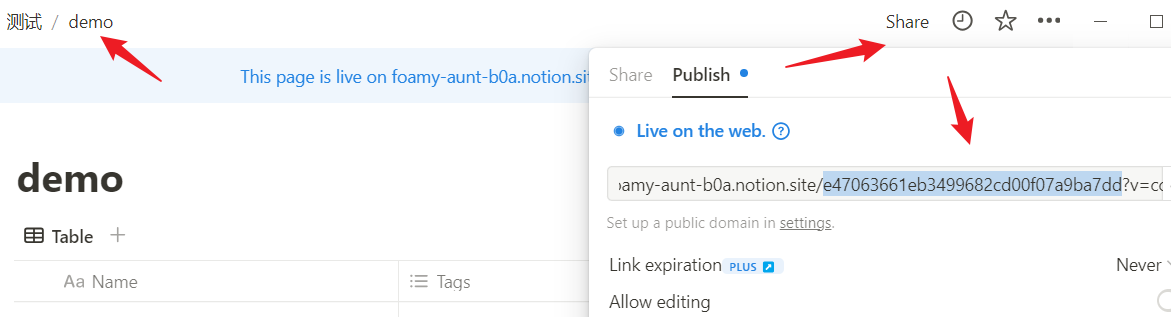 测试 / demo
Share
This page is live on foamy-aunt-b0a.notion.sit
Share Publish
Live on the web.
demo
oamy-aunt-b0a.notion.site/e47063661eb3499682cd00f07a9ba7dd?v=cc
Set up a public domain in settings.
Table
Link expiration PLUS
Never
Aa Name
Tags
Allow editing